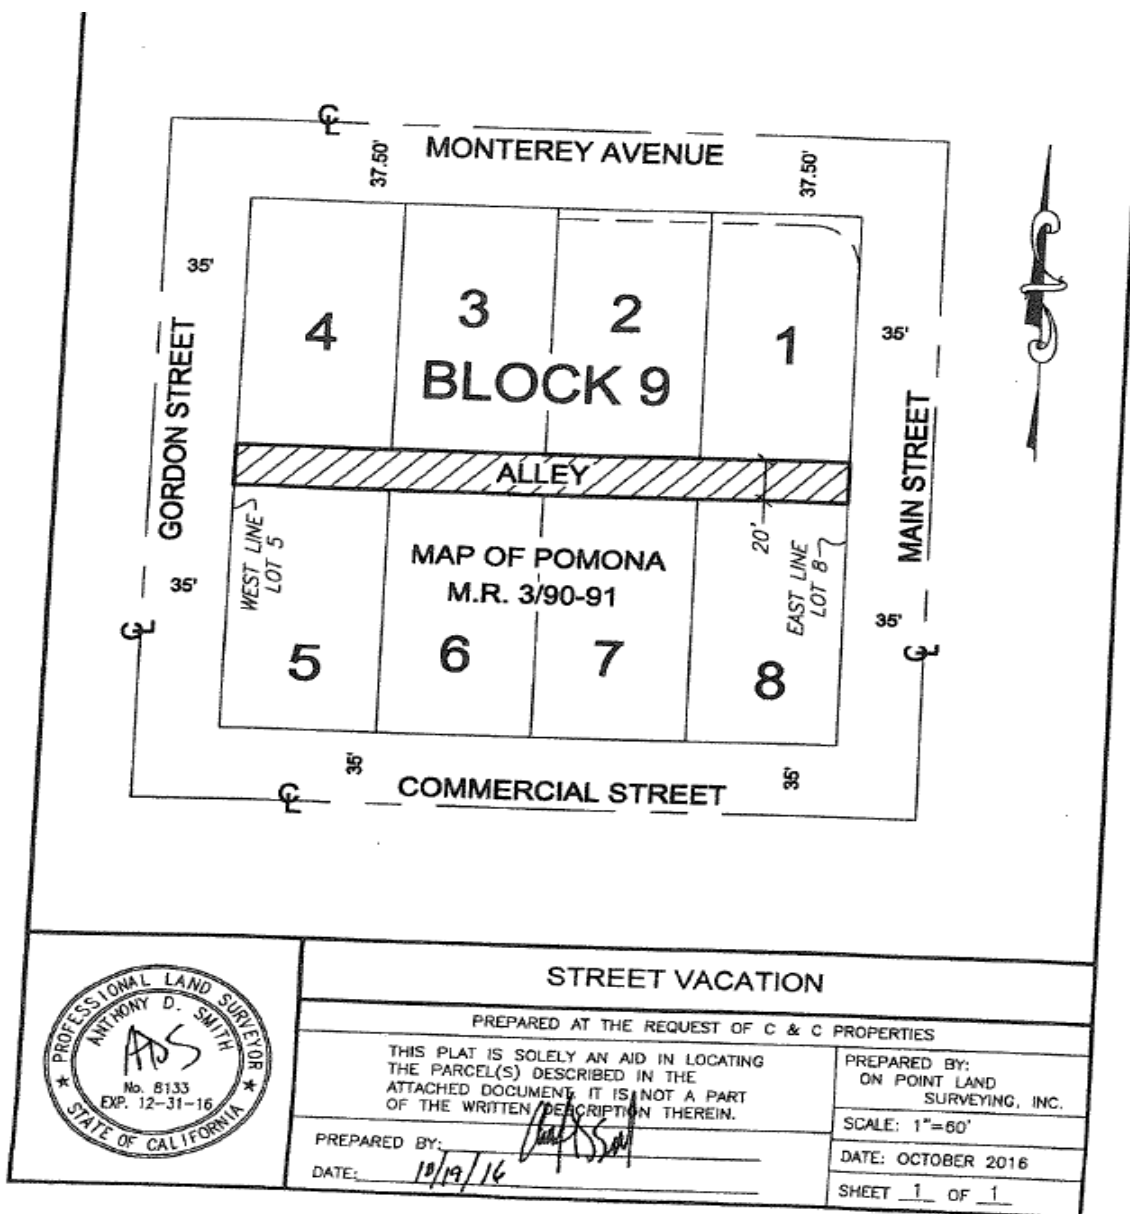 ℄
MONTEREY AVENUE
37.50'
37.50'
35'
35'
4
3
2
1
BLOCK 9
GORDON STREET
MAIN STREET
ALLEY
20'
WEST LINE
LOT 5
EAST LINE
LOT 8
MAP OF POMONA
M.R. 3/90-91
35'
35'
℄
℄
5
6
7
8
35'
35'
℄
COMMERCIAL STREET
STREET VACATION
PREPARED AT THE REQUEST OF C & C PROPERTIES
THIS PLAT IS SOLELY AN AID IN LOCATING
THE PARCEL(S) DESCRIBED IN THE
ATTACHED DOCUMENT. IT IS NOT A PART
OF THE WRITTEN DESCRIPTION THEREIN.
PREPARED BY:
DATE: 10/19/16
PREPARED BY:
ON POINT LAND
SURVEYING, INC.
SCALE: 1"=60'
DATE: OCTOBER 2016
SHEET 1 OF 1
PROFESSIONAL LAND SURVEYOR
ANTHONY D. SMITH
ADS
No. 8133
EXP. 12-31-16
STATE OF CALIFORNIA